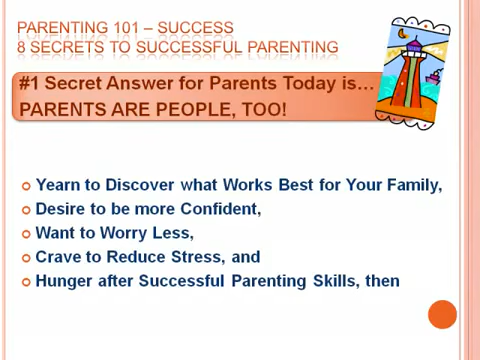 PARENTING 101 – SUCCESS
8 SECRETS TO SUCCESSFUL PARENTING
#1 Secret Answer for Parents Today is…
PARENTS ARE PEOPLE, TOO!
Yearn to Discover what Works Best for Your Family,
Desire to be more Confident,
Want to Worry Less,
Crave to Reduce Stress, and
Hunger after Successful Parenting Skills, then